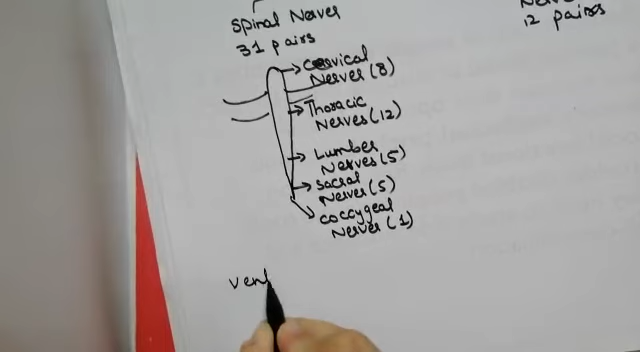 Spinal Nerves
31 pairs
12 pairs
Cervical
Nerves (8)
Thoracic
Nerves (12)
Lumber
Nerves (5)
Sacral
Nerves (5)
Coccygeal
Nerves (1)
Ven